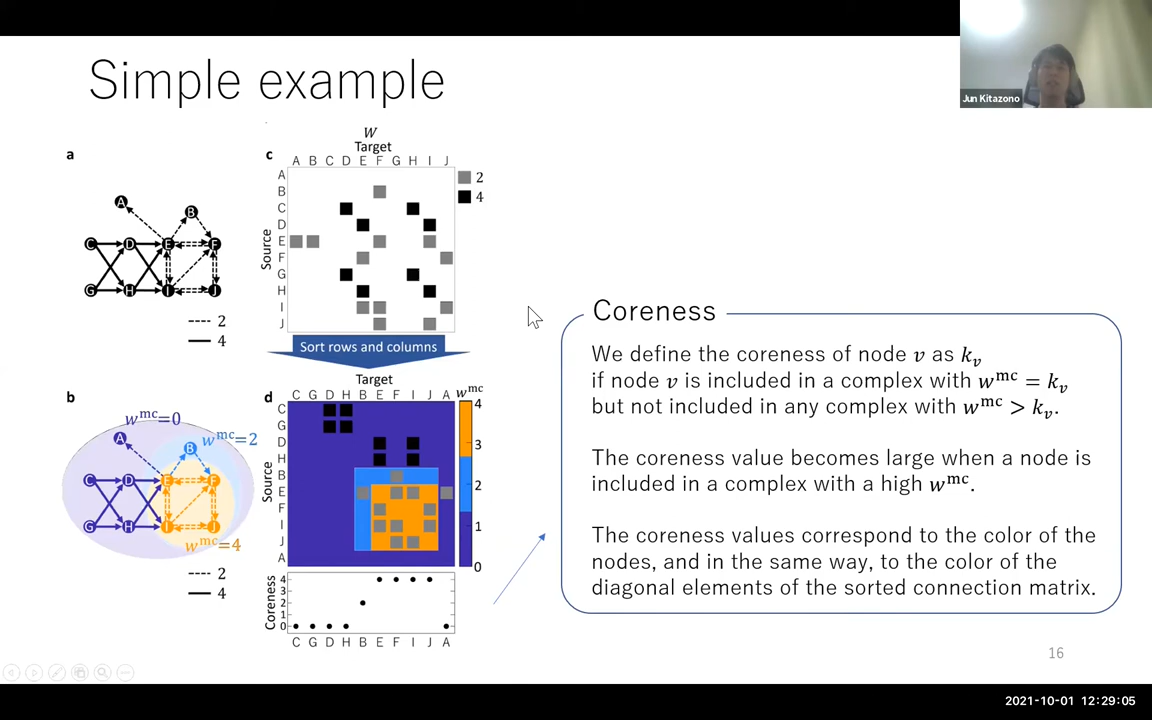 Simple example
Jun Kitazono
a
A
B
C D E F
G H I J
2
4
c
W
Target
A B C D E F G H I J
Source
A
B
C
D
E
F
G
H
I
J
2
4
Sort rows and columns
b
w^mc=0
A
w^mc=2
B
C D E F
G H I J
w^mc=4
2
4
d
Target
C G D H B E F I J A
Source
C
G
D
H
B
E
F
I
J
A
w^mc
4
3
2
1
0
Coreness
4
3
2
1
0
C G D H B E F I J A
Coreness
We define the coreness of node v as k_v
if node v is included in a complex with w^mc = k_v
but not included in any complex with w^mc > k_v.
The coreness value becomes large when a node is
included in a complex with a high w^mc.
The coreness values correspond to the color of the
nodes, and in the same way, to the color of the
diagonal elements of the sorted connection matrix.
16
2021-10-01 12:29:05